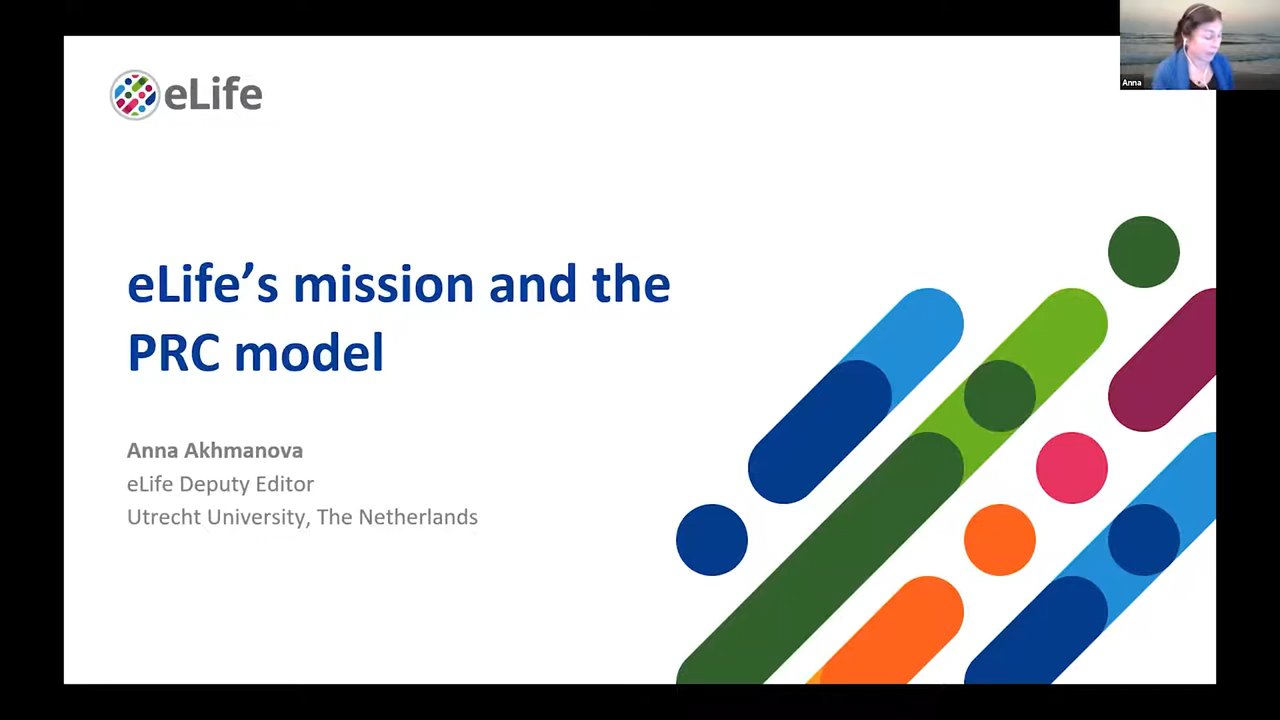 eLife
Anna
eLife’s mission and the
PRC model
Anna Akhmanova
eLife Deputy Editor
Utrecht University, The Netherlands